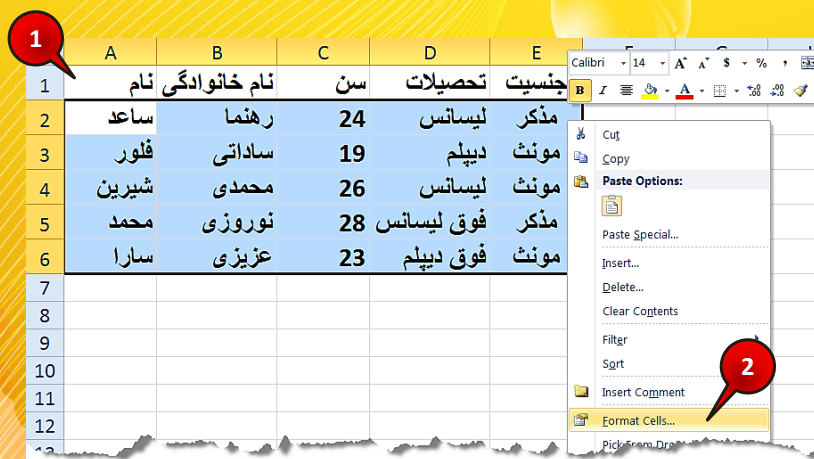 1
A B C D E
Calibri 14 A A $ % ,
B I A
1 نام نام خانوادگی سن تحصیلات جنسیت
2 ساعد رهنما 24 لیسانس مذکر
3 فلور ساداتی 19 دیپلم مونث
4 شیرین محمدی 26 لیسانس مونث
5 محمد نوروزی 28 فوق لیسانس مذکر
6 سارا عزیزی 23 فوق دیپلم مونث
7
8
9
10
11
12
Cut
Copy
Paste Options:
Paste Special...
Insert...
Delete...
Clear Contents
Filter
Sort
Insert Comment
2
Format Cells...